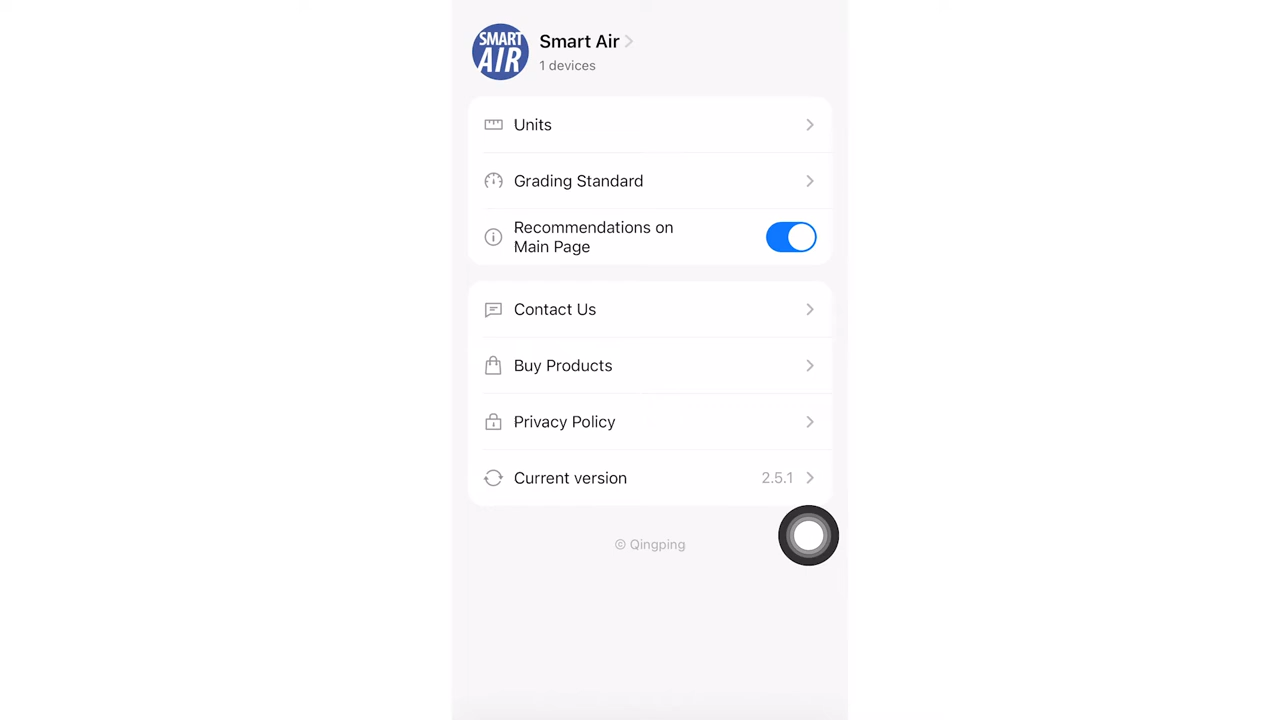 SMART
AIR
Smart Air
1 devices
Units
Grading Standard
Recommendations on
Main Page
Contact Us
Buy Products
Privacy Policy
Current version 2.5.1
© Qingping